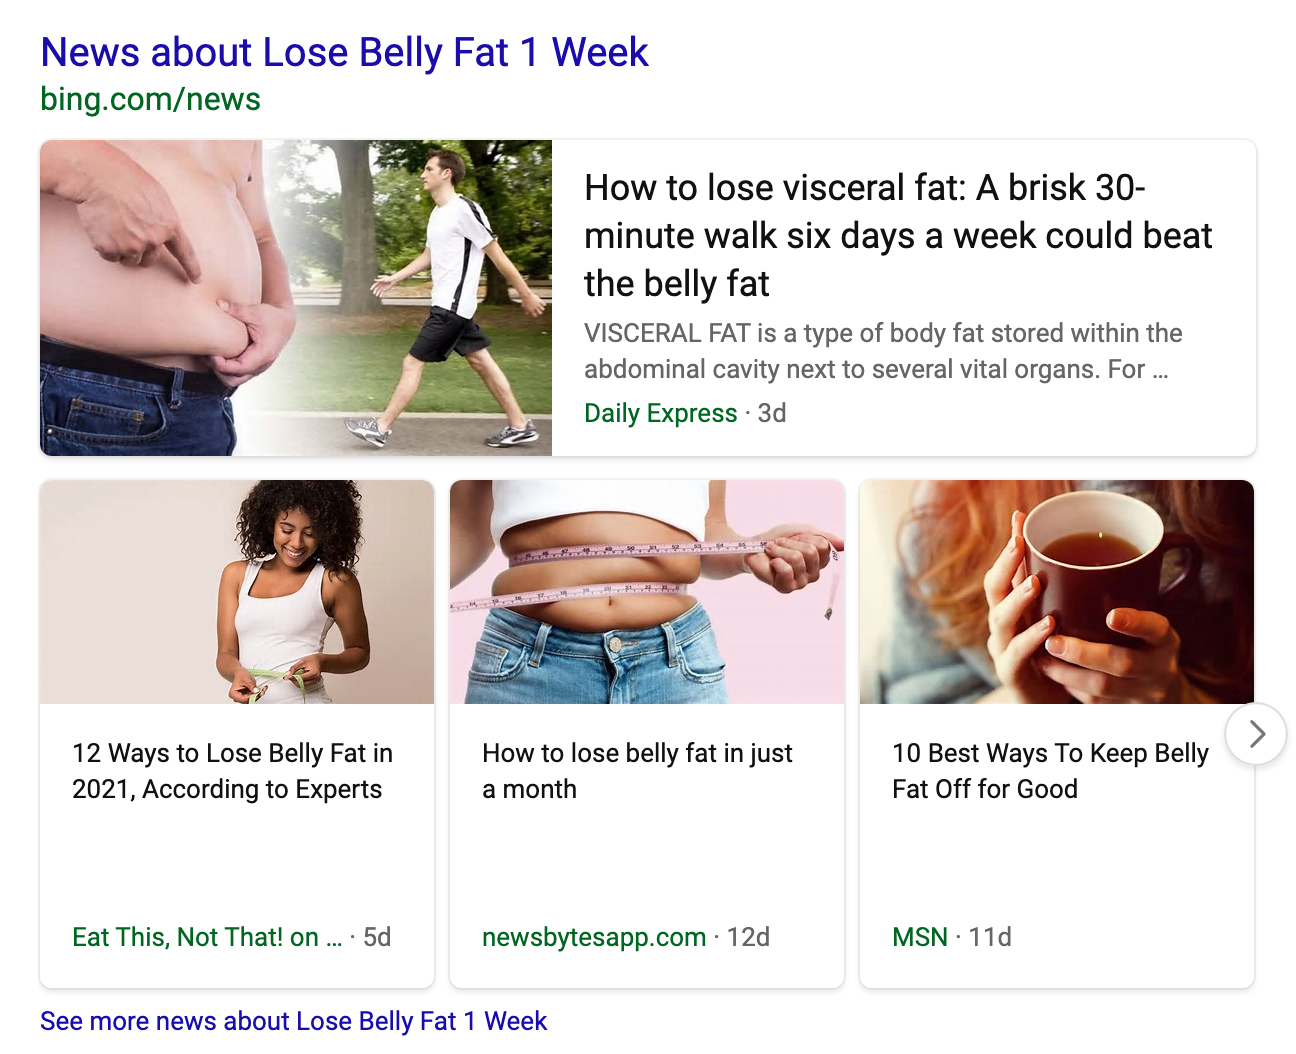 News about Lose Belly Fat 1 Week
bing.com/news
How to lose visceral fat: A brisk 30-
minute walk six days a week could beat
the belly fat
VISCERAL FAT is a type of body fat stored within the
abdominal cavity next to several vital organs. For ...
Daily Express · 3d
12 Ways to Lose Belly Fat in
2021, According to Experts
Eat This, Not That! on ... · 5d
How to lose belly fat in just
a month
newsbytesapp.com · 12d
10 Best Ways To Keep Belly
Fat Off for Good
MSN · 11d
See more news about Lose Belly Fat 1 Week